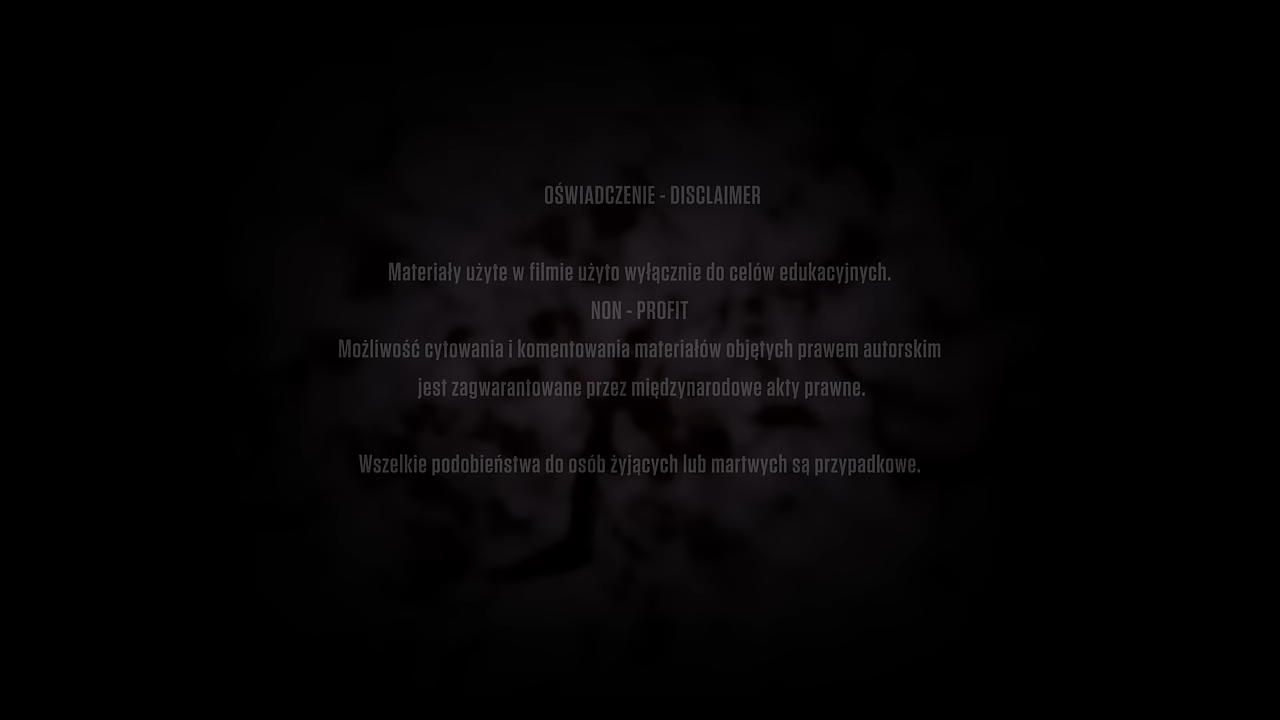 OŚWIADCZENIE - DISCLAIMER
Materiały użyte w filmie użyto wyłącznie do celów edukacyjnych.
NON - PROFIT
Możliwość cytowania i komentowania materiałów objętych prawem autorskim
jest zagwarantowane przez międzynarodowe akty prawne.
Wszelkie podobieństwa do osób żyjących lub martwych są przypadkowe.